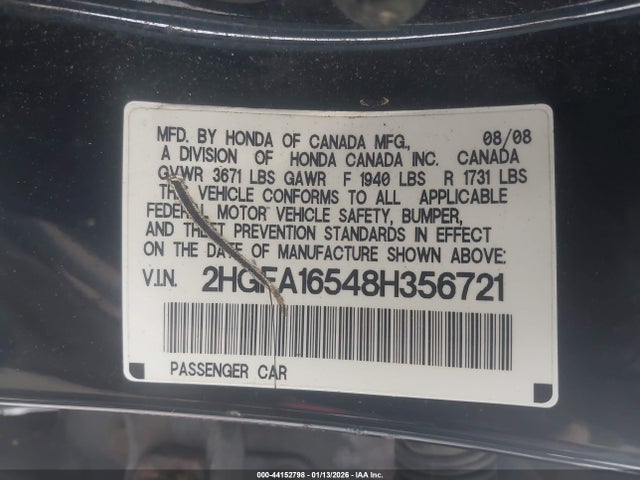 MFD. BY HONDA OF CANADA MFG., 08/08
A DIVISION OF HONDA CANADA INC. CANADA
GVWR 3671 LBS GAWR F 1940 LBS R 1731 LBS
THE VEHICLE CONFORMS TO ALL APPLICABLE
FEDERAL MOTOR VEHICLE SAFETY, BUMPER,
AND THEFT PREVENTION STANDARDS IN EFFECT
ON THE DATE OF MANUFACTURE SHOWN ABOVE:
V.I.N. 2HGFA16548H356721
PASSENGER CAR
000-44152798 - 01/13/2026 - IAA Inc.